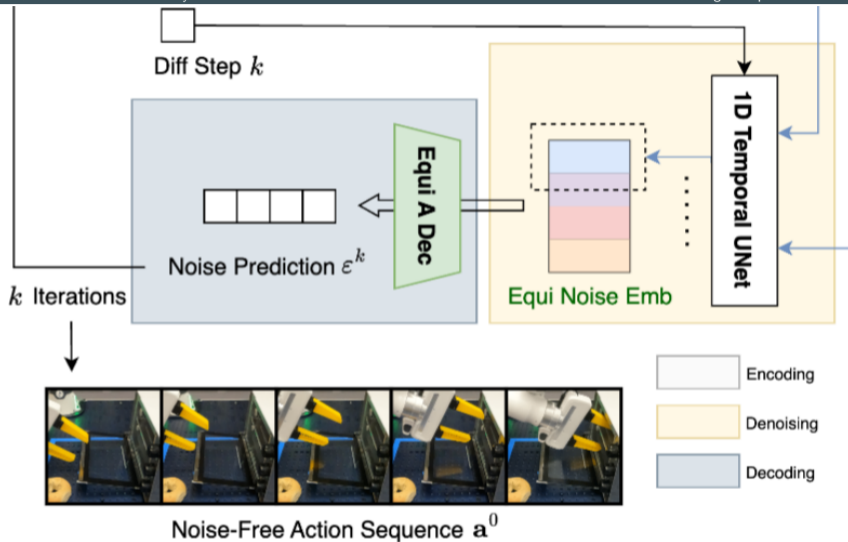 Diff Step k
1D Temporal UNet
Equi A Dec
Noise Prediction ε^k
Equi Noise Emb
k Iterations
Encoding
Denoising
Decoding
Noise-Free Action Sequence a^0